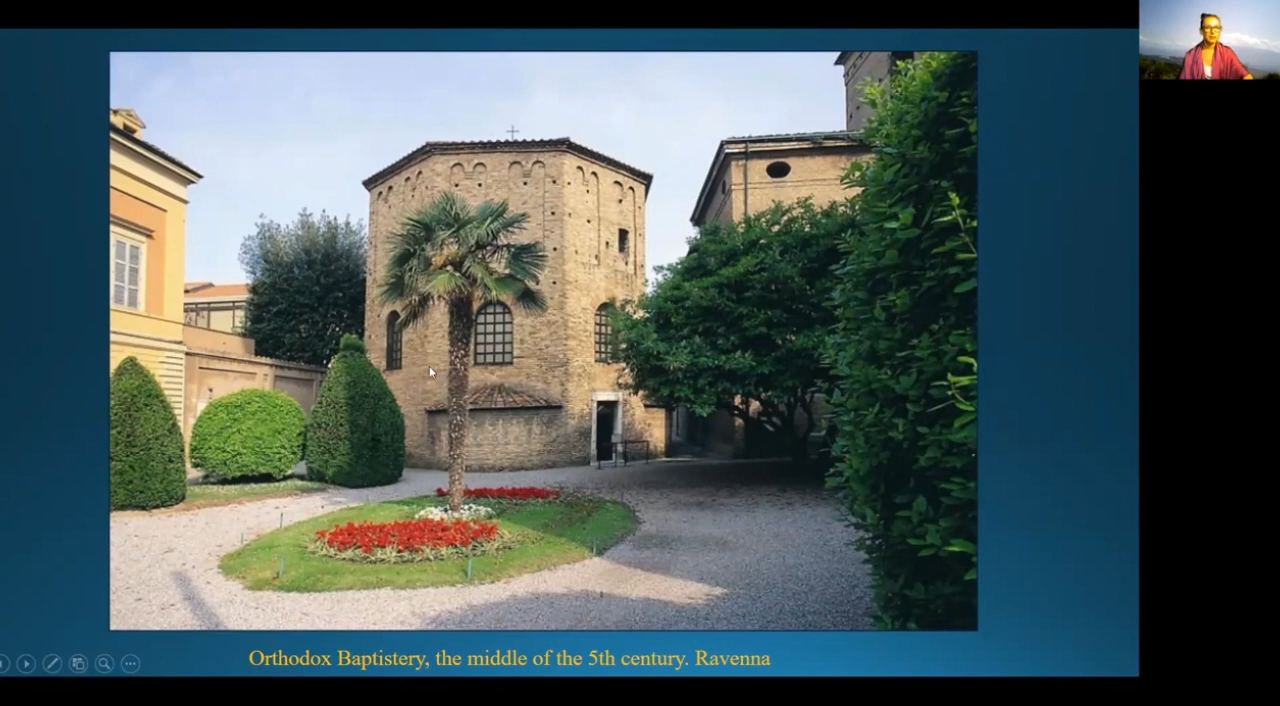 Orthodox Baptistery, the middle of the 5th century. Ravenna